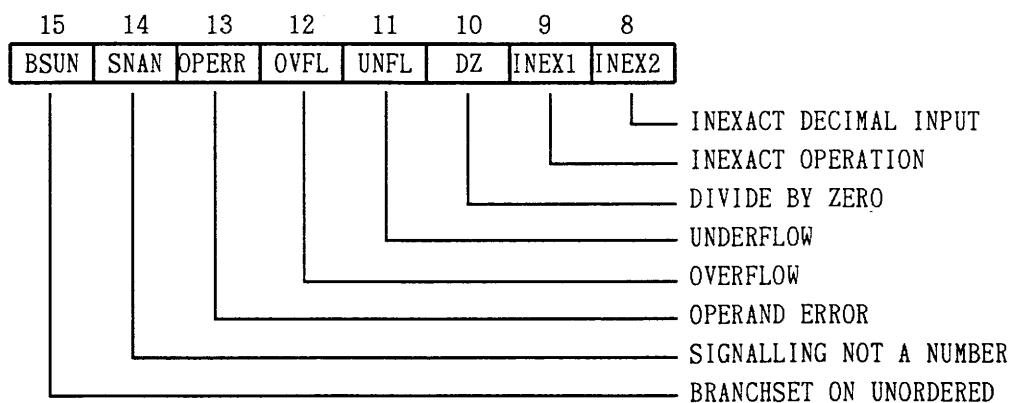 15 14 13 12 11 10 9 8
BSUN SNAN OPERR OVFL UNFL DZ INEX1 INEX2
INEXACT DECIMAL INPUT
INEXACT OPERATION
DIVIDE BY ZERO
UNDERFLOW
OVERFLOW
OPERAND ERROR
SIGNALLING NOT A NUMBER
BRANCHSET ON UNORDERED